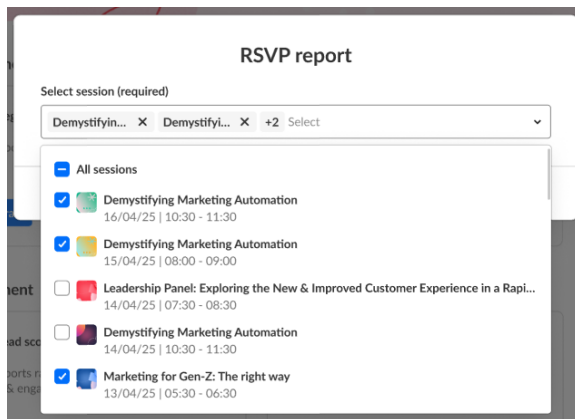 RSVP report
Select session (required)
Demystifyin... Demystifyi... +2 Select
All sessions
Demystifying Marketing Automation
16/04/25 | 10:30 - 11:30
Demystifying Marketing Automation
15/04/25 | 08:00 - 09:00
Leadership Panel: Exploring the New & Improved Customer Experience in a Rapi...
14/04/25 | 07:30 - 08:30
Demystifying Marketing Automation
14/04/25 | 10:30 - 11:30
Marketing for Gen-Z: The right way
13/04/25 | 05:30 - 06:30